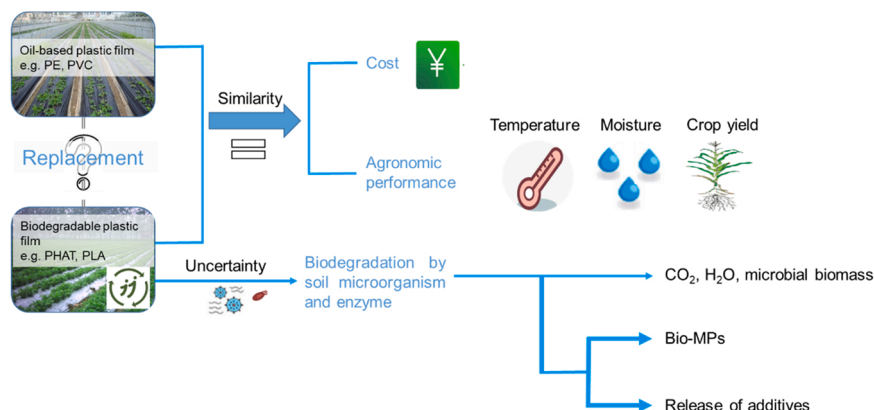 Oil-based plastic film
e.g. PE, PVC
Replacement
Biodegradable plastic
film
e.g. PHAT, PLA
Similarity
Cost
¥
Agronomic
performance
Temperature
Moisture
Crop yield
Uncertainty
Biodegradation by
soil microorganism
and enzyme
CO₂, H₂O, microbial biomass
Bio-MPs
Release of additives